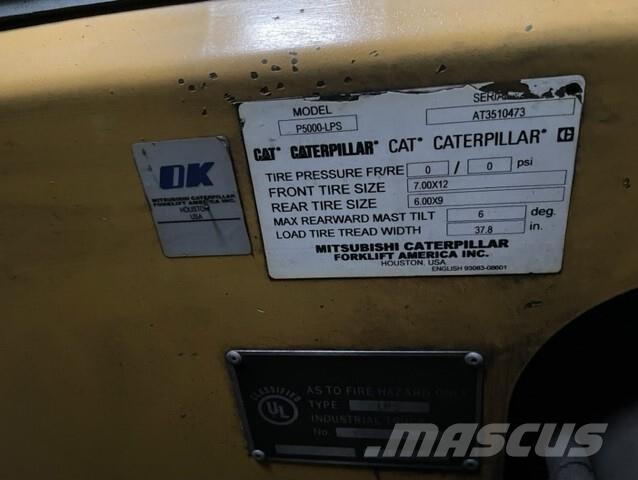 MODEL
SERIAL
P5000-LPS
AT3510473
CAT® CATERPILLAR® CAT® CATERPILLAR®
TIRE PRESSURE FR/RE 0 / 0 psi
FRONT TIRE SIZE 7.00X12
REAR TIRE SIZE 6.00X9
MAX REARWARD MAST TILT 6 deg.
LOAD TIRE TREAD WIDTH 37.8 in.
MITSUBISHI CATERPILLAR
FORKLIFT AMERICA INC.
HOUSTON, USA
ENGLISH 93083-08601
OK
MITSUBISHI CATERPILLAR
FORKLIFT AMERICA INC.
HOUSTON
USA
CLASSIFIED
UL
AS TO FIRE HAZARD ONLY
TYPE LPS
INDUSTRIAL TRUCK
No.
MASCUS